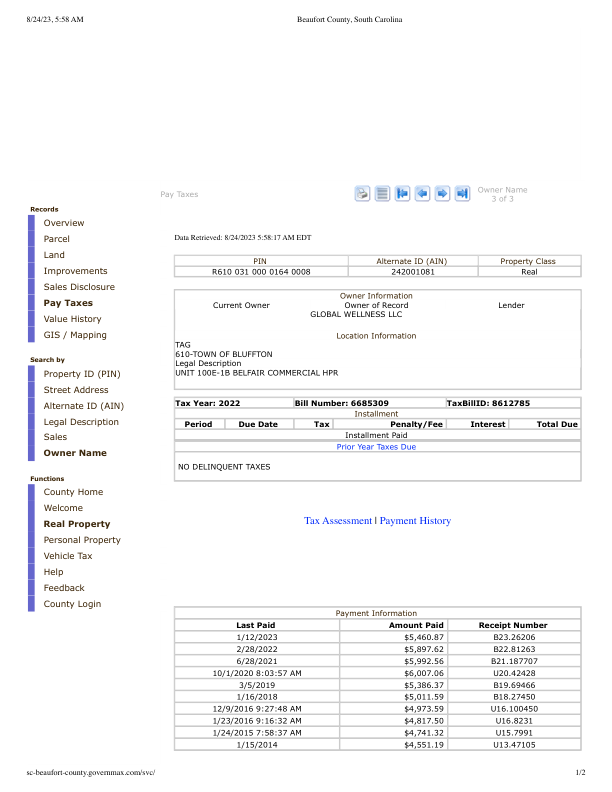 8/24/23, 5:58 AM
Beaufort County, South Carolina
Pay Taxes
Owner Name
3 of 3
Records
Overview
Parcel
Land
Improvements
Sales Disclosure
Pay Taxes
Value History
GIS / Mapping
Search by
Property ID (PIN)
Street Address
Alternate ID (AIN)
Legal Description
Sales
Owner Name
Functions
County Home
Welcome
Real Property
Personal Property
Vehicle Tax
Help
Feedback
County Login
Data Retrieved: 8/24/2023 5:58:17 AM EDT
PIN Alternate ID (AIN) Property Class
R610 031 000 0164 0008 242001081 Real
Owner Information
Current Owner Owner of Record Lender
GLOBAL WELLNESS LLC
Location Information
TAG
610-TOWN OF BLUFFTON
Legal Description
UNIT 100E-1B BELFAIR COMMERCIAL HPR
Tax Year: 2022 Bill Number: 6685309 TaxBillID: 8612785
Installment
Period Due Date Tax Penalty/Fee Interest Total Due
Installment Paid
Prior Year Taxes Due
NO DELINQUENT TAXES
Tax Assessment | Payment History
Payment Information
Last Paid Amount Paid Receipt Number
1/12/2023 $5,460.87 B23.26206
2/28/2022 $5,897.62 B22.81263
6/28/2021 $5,992.56 B21.187707
10/1/2020 8:03:57 AM $6,007.06 U20.42428
3/5/2019 $5,386.37 B19.69466
1/16/2018 $5,011.59 B18.27450
12/9/2016 9:27:48 AM $4,973.59 U16.100450
1/23/2016 9:16:32 AM $4,817.50 U16.8231
1/24/2015 7:58:37 AM $4,741.32 U15.7991
1/15/2014 $4,551.19 U13.47105
sc-beaufort-county.governmax.com/svc/
1/2